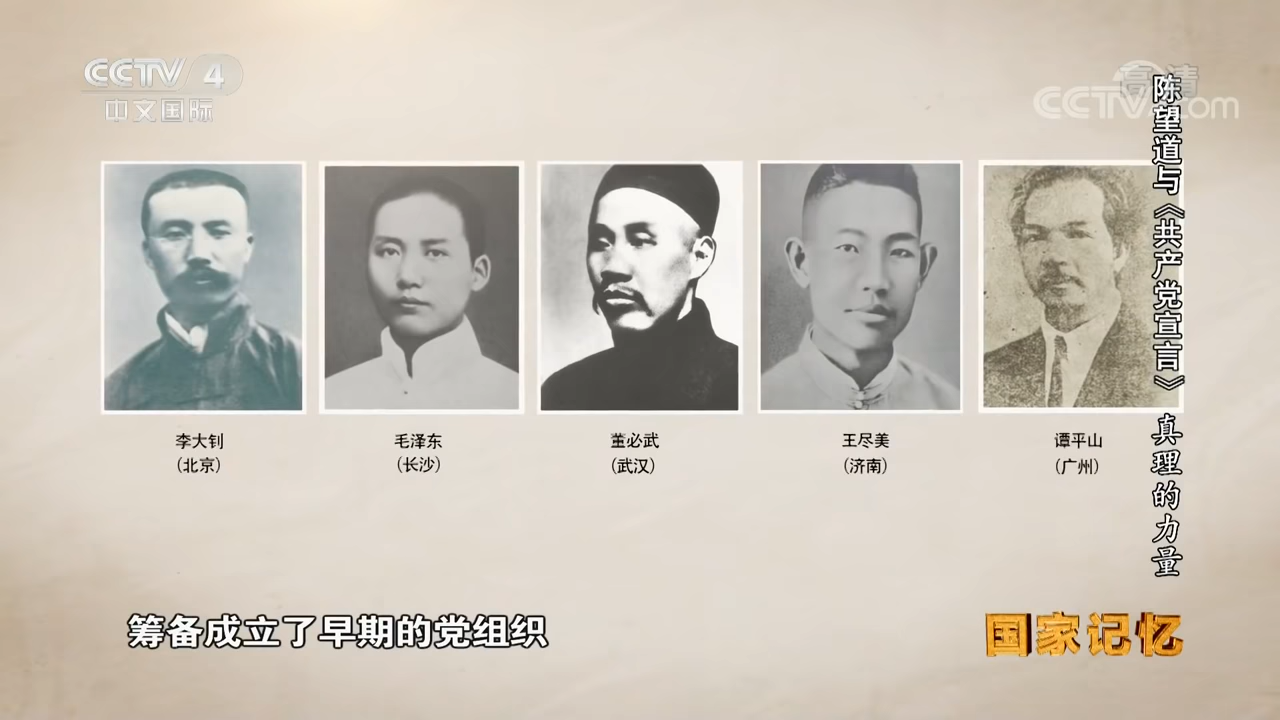 CCTV 4
中文国际
高清
CCTV.com
陈望道与《共产党宣言》 真理的力量
李大钊
(北京)
毛泽东
(长沙)
董必武
(武汉)
王尽美
(济南)
谭平山
(广州)
筹备成立了早期的党组织
国家记忆